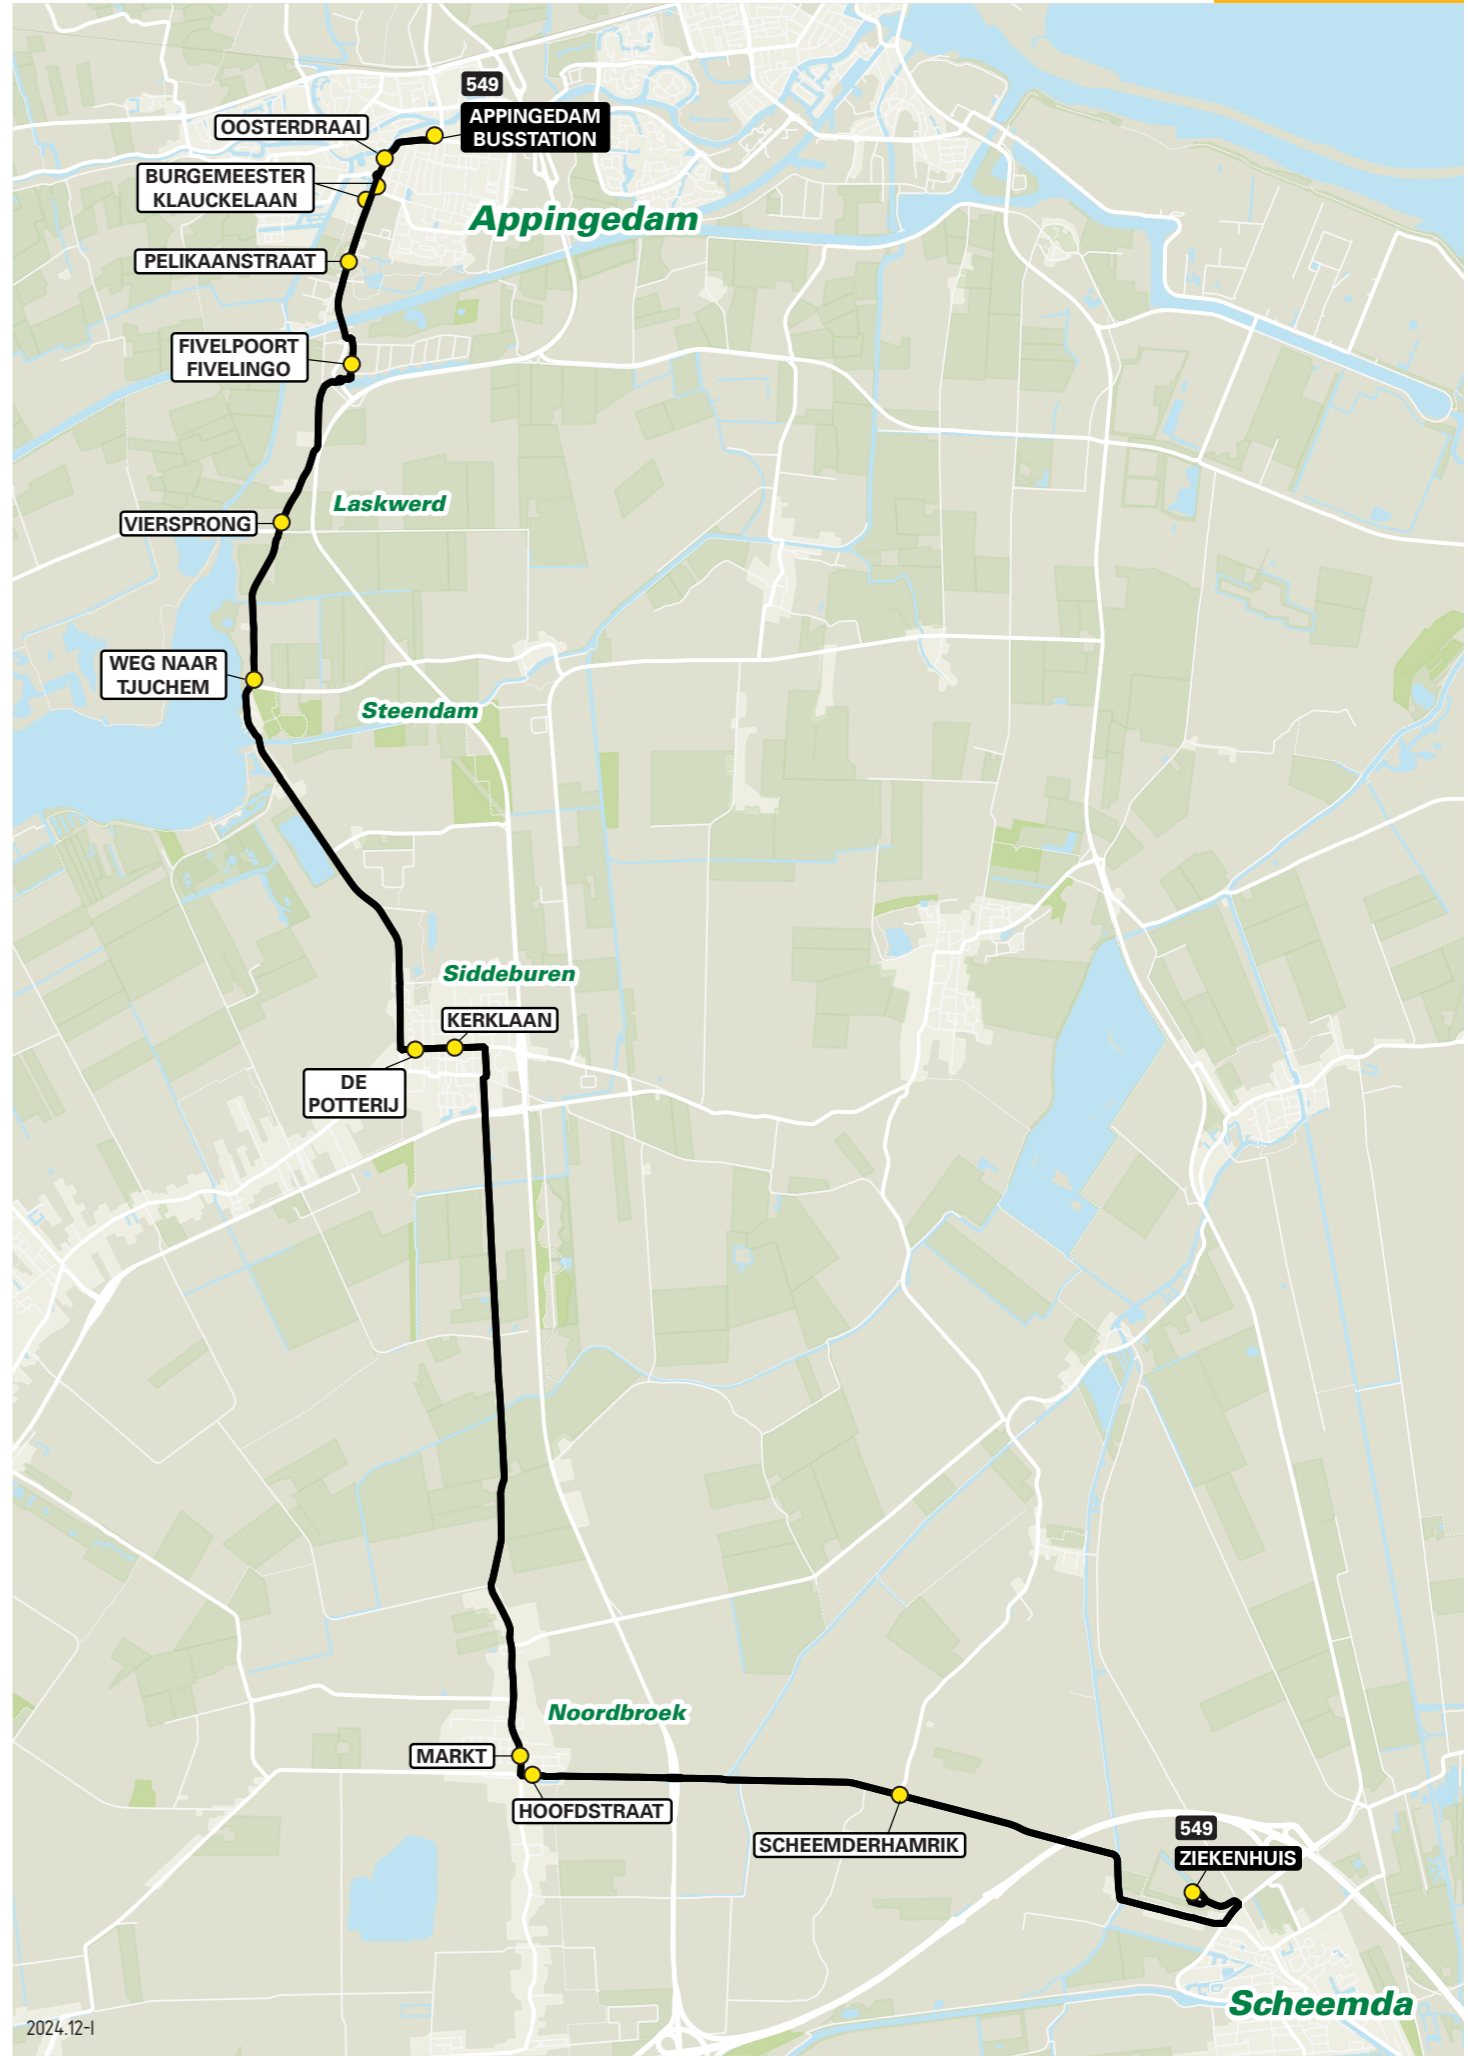 549
APPINGEDAM
BUSSTATION
OOSTERDRAAI
BURGEMEESTER
KLAUCKELAAN
Appingedam
PELIKAANSTRAAT
FIVELPOORT
FIVELINGO
Laskwerd
VIERSPRONG
WEG NAAR
TJUCHEM
Steendam
Siddeburen
KERKLAAN
DE
POTTERIJ
Noordbroek
MARKT
HOOFDSTRAAT
SCHEEMDERHAMRIK
549
ZIEKENHUIS
Scheemda
2024.12-I